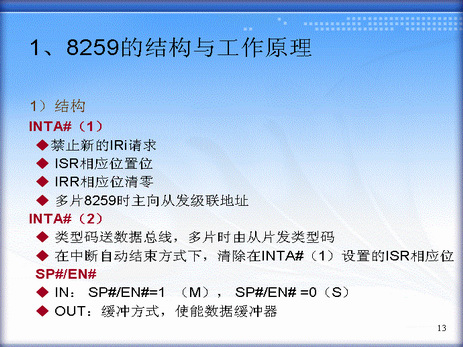 1、8259的结构与工作原理
1）结构
INTA#（1）
◆禁止新的IRi请求
◆ ISR相应位置位
◆ IRR相应位清零
◆ 多片8259时主向从发级联地址
INTA#（2）
◆ 类型码送数据总线，多片时由从片发类型码
◆ 在中断自动结束方式下，清除在INTA#（1）设置的ISR相应位
SP#/EN#
◆ IN： SP#/EN#=1 （M）， SP#/EN# =0（S）
◆ OUT：缓冲方式，使能数据缓冲器
13